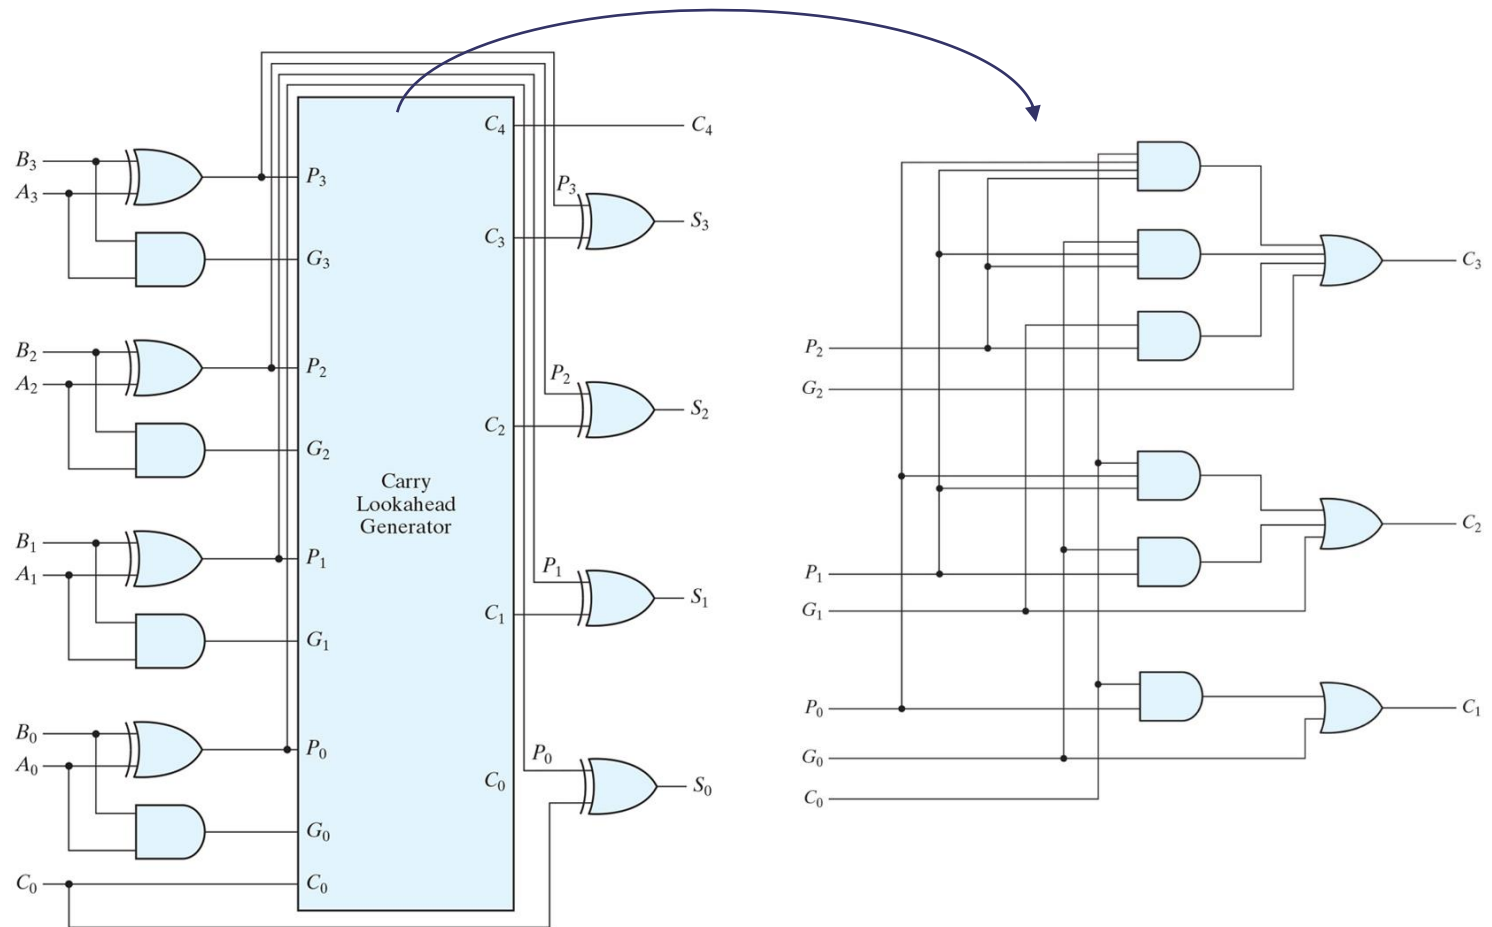 C₄
C₄
B₃
A₃
P₃
P₃
S₃
C₃
G₃
B₂
A₂
P₂
P₂
S₂
C₂
G₂
Carry
Lookahead
Generator
B₁
A₁
P₁
P₁
S₁
C₁
G₁
B₀
A₀
P₀
P₀
C₀
S₀
G₀
C₀
C₀
C₃
P₂
G₂
C₂
P₁
G₁
P₀
C₁
G₀
C₀